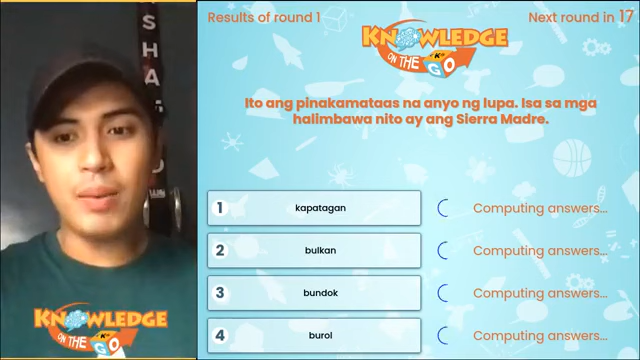 Results of round 1
Next round in 17
KNOWLEDGE
ON THE GO
Ito ang pinakamataas na anyo ng lupa. Isa sa mga
halimbawa nito ay ang Sierra Madre.
1 kapatagan Computing answers...
2 bulkan Computing answers...
3 bundok Computing answers...
4 burol Computing answers...
SHA
KNOWLEDGE
ON THE GO